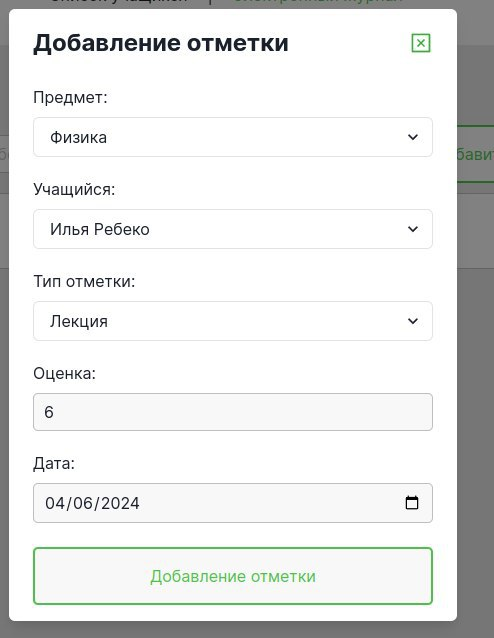 Добавление отметки
Предмет:
Физика
Учащийся:
Илья Ребеко
Тип отметки:
Лекция
Оценка:
6
Дата:
04/06/2024
Добавление отметки